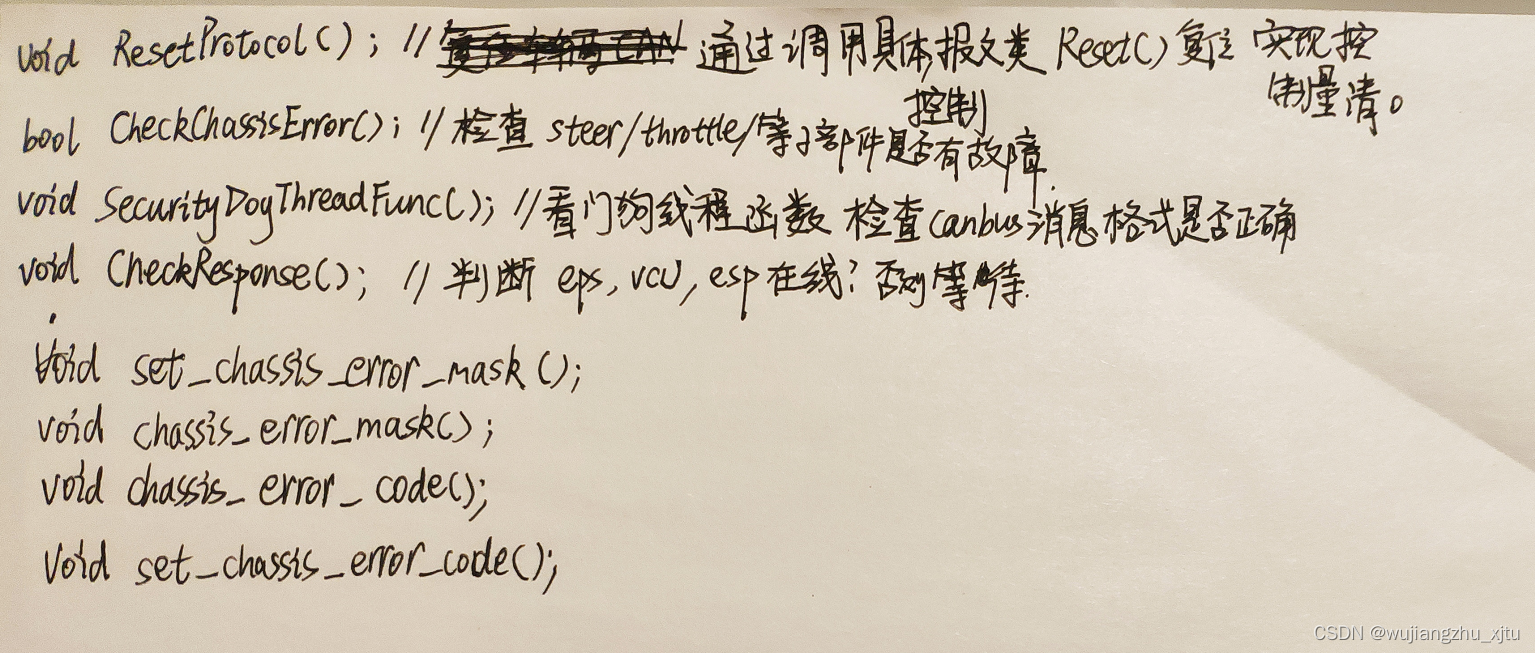 void ResetProtocol(); // 通过调用具体报文类 Reset()复位 实现控
制量清。
控制
bool CheckChassisError(); // 检查 steer/throttle/等子部件是否有故障.
void SecurityDogThreadFunc(); //看门狗线程函数 检查canbus消息格式是否正确
void CheckResponse(); // 判断 eps, vcu, esp在线? 否则等待.
void set_chassis_error_mask();
void chassis_error_mask();
void chassis_error_code();
void set_chassis_error_code();
CSDN @wujiangzhu_xjtu